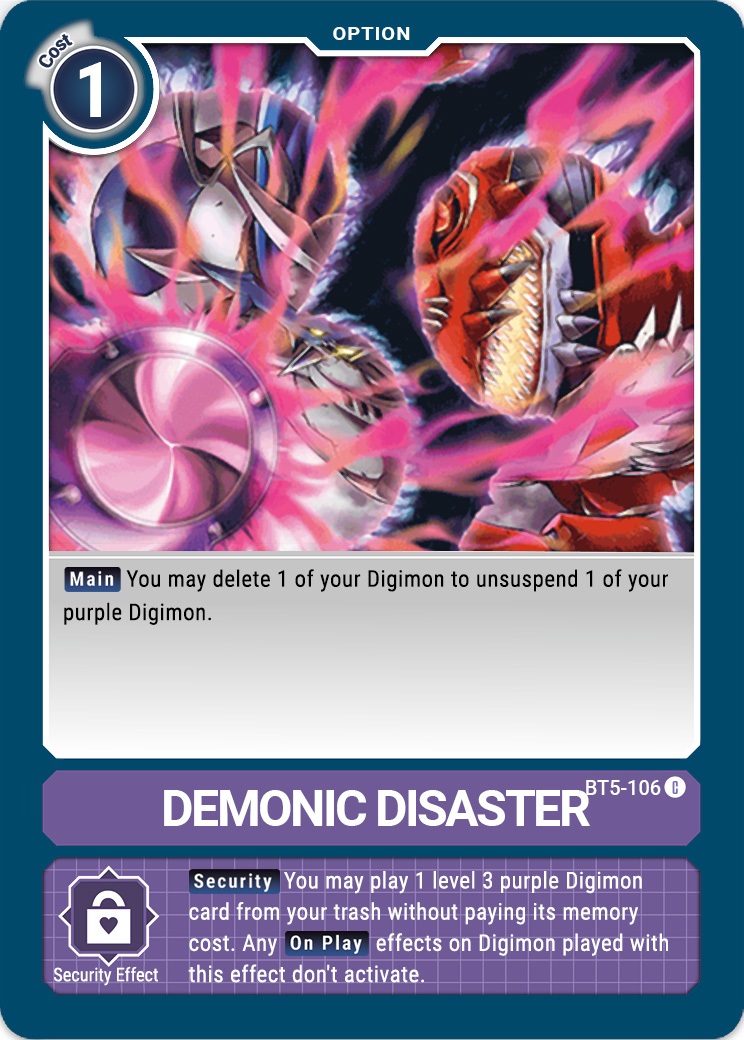 OPTION
Cost
1
Main You may delete 1 of your Digimon to unsuspend 1 of your
purple Digimon.
BT5-106 C
DEMONIC DISASTER
Security You may play 1 level 3 purple Digimon
card from your trash without paying its memory
cost. Any On Play effects on Digimon played with
this effect don't activate.
Security Effect